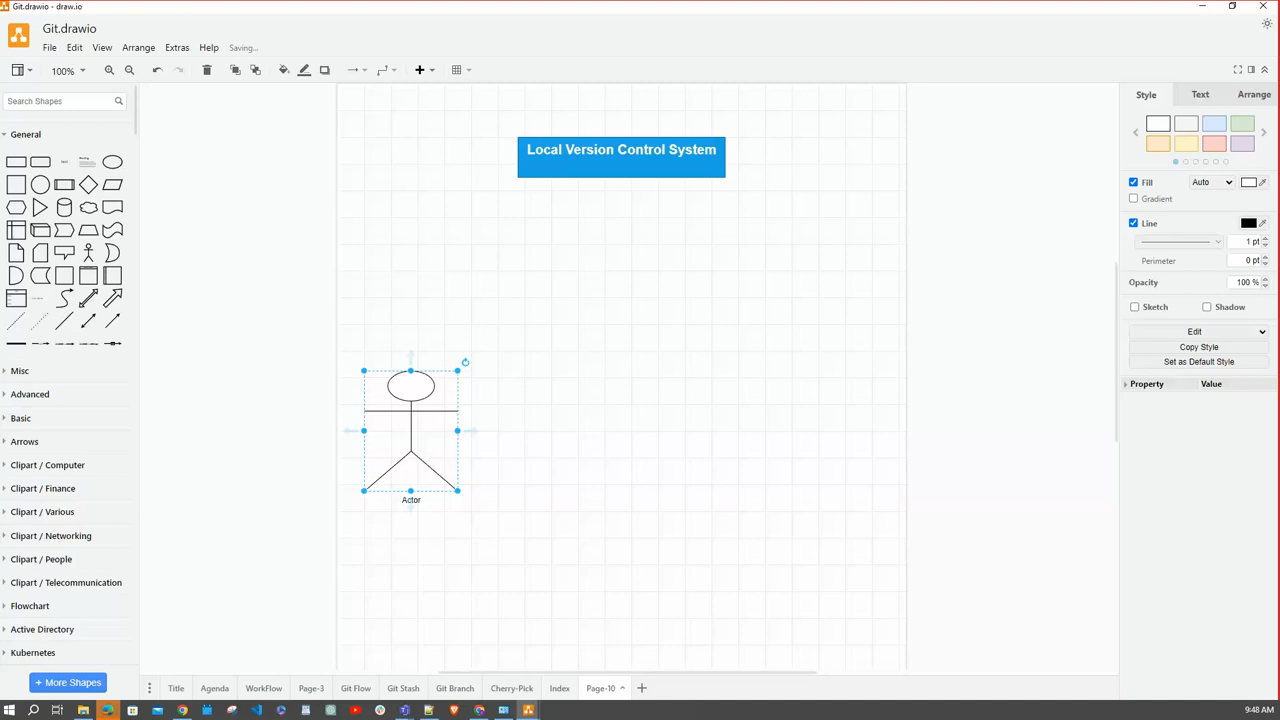 Git.drawio - draw.io
Git.drawio
File Edit View Arrange Extras Help Saving...
100%
Search Shapes
General
Misc
Advanced
Basic
Arrows
Clipart / Computer
Clipart / Finance
Clipart / Various
Clipart / Networking
Clipart / People
Clipart / Telecommunication
Flowchart
Active Directory
Kubernetes
+ More Shapes
Local Version Control System
Actor
Style Text Arrange
Fill Auto
Gradient
Line
1 pt
Perimeter 0 pt
Opacity 100 %
Sketch Shadow
Edit
Copy Style
Set as Default Style
Property Value
Title Agenda WorkFlow Page-3 Git Flow Git Stash Git Branch Cherry-Pick Index Page-10
9:48 AM